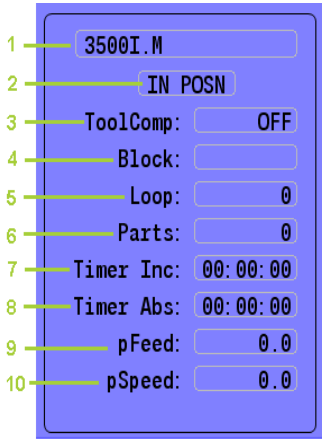 1 3500I.M
2 IN POSN
3 ToolComp: OFF
4 Block:
5 Loop: 0
6 Parts: 0
7 Timer Inc: 00:00:00
8 Timer Abs: 00:00:00
9 pFeed: 0.0
10 pSpeed: 0.0